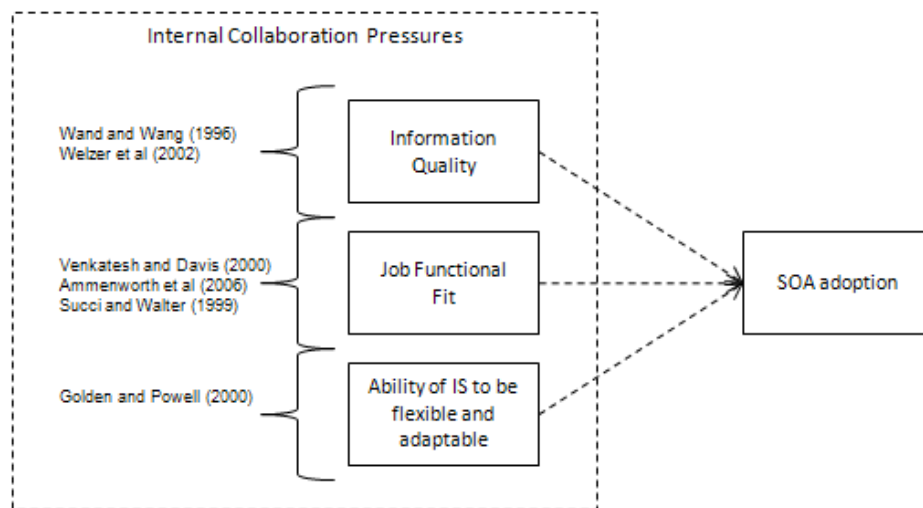 Internal Collaboration Pressures
Wand and Wang (1996)
Welzer et al (2002)
Information
Quality
Venkatesh and Davis (2000)
Ammenworth et al (2006)
Succi and Walter (1999)
Job Functional
Fit
SOA adoption
Golden and Powell (2000)
Ability of IS to be
flexible and
adaptable